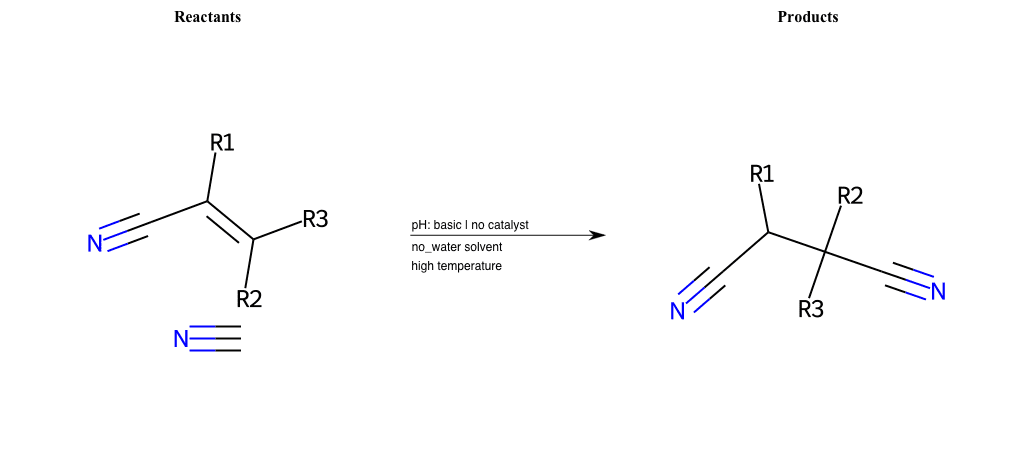 Reactants
Products
R1
R3
N
R2
N
pH: basic | no catalyst
no_water solvent
high temperature
R1
R2
N
R3
N